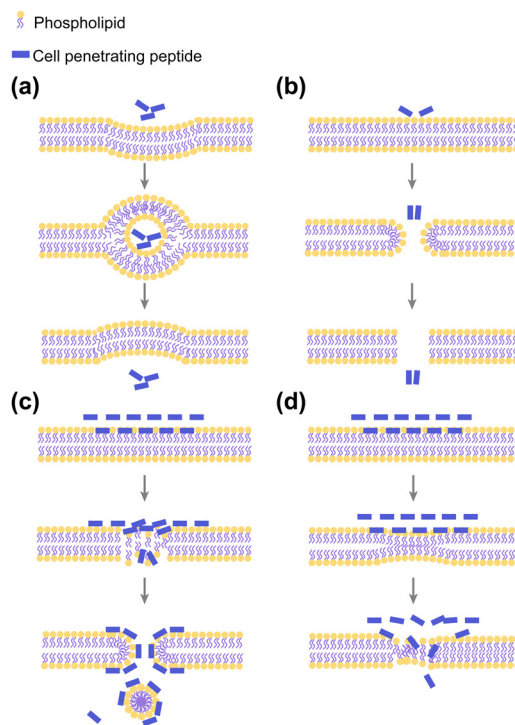 Phospholipid
Cell penetrating peptide
(a)
(b)
(c)
(d)